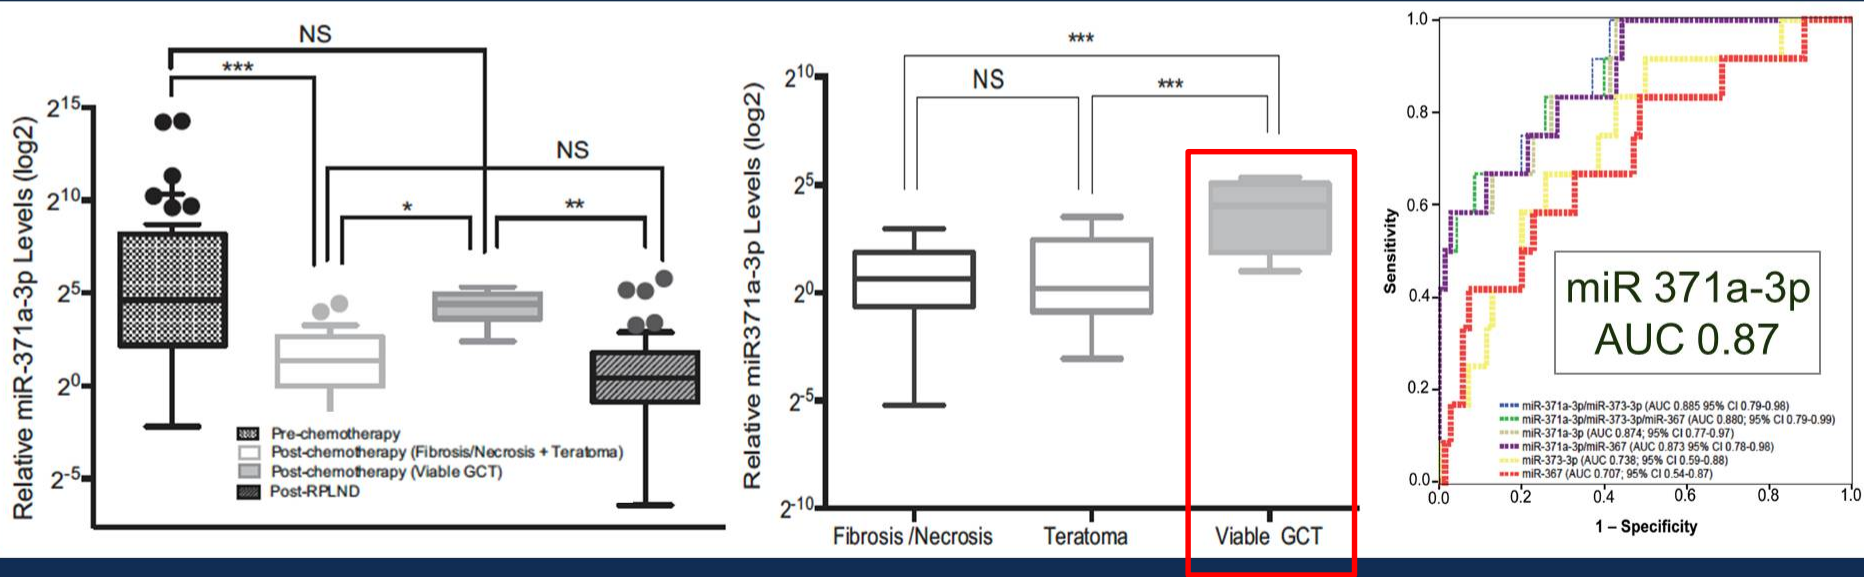 NS
***
NS
*
**
Relative miR-371a-3p Levels (log2)
2^15
2^10
2^5
2^0
2^-5
Pre-chemotherapy
Post-chemotherapy (Fibrosis/Necrosis + Teratoma)
Post-chemotherapy (Viable GCT)
Post-RPLND
***
NS
***
Relative miR371a-3p Levels (log2)
2^10
2^5
2^0
2^-5
2^-10
Fibrosis /Necrosis
Teratoma
Viable GCT
Sensitivity
1.0
0.8
0.6
0.4
0.2
0.0
miR 371a-3p
AUC 0.87
miR-371a-3p/miR-373-3p (AUC 0.885 95% CI 0.79-0.98)
miR-371a-3p/miR-373-3p/miR-367 (AUC 0.880; 95% CI 0.79-0.99)
miR-371a-3p (AUC 0.874; 95% CI 0.77-0.97)
miR-371a-3p/miR-367 (AUC 0.873 95% CI 0.78-0.98)
miR-373-3p (AUC 0.738; 95% CI 0.59-0.88)
miR-367 (AUC 0.707; 95% CI 0.54-0.87)
0.0 0.2 0.4 0.6 0.8 1.0
1 – Specificity